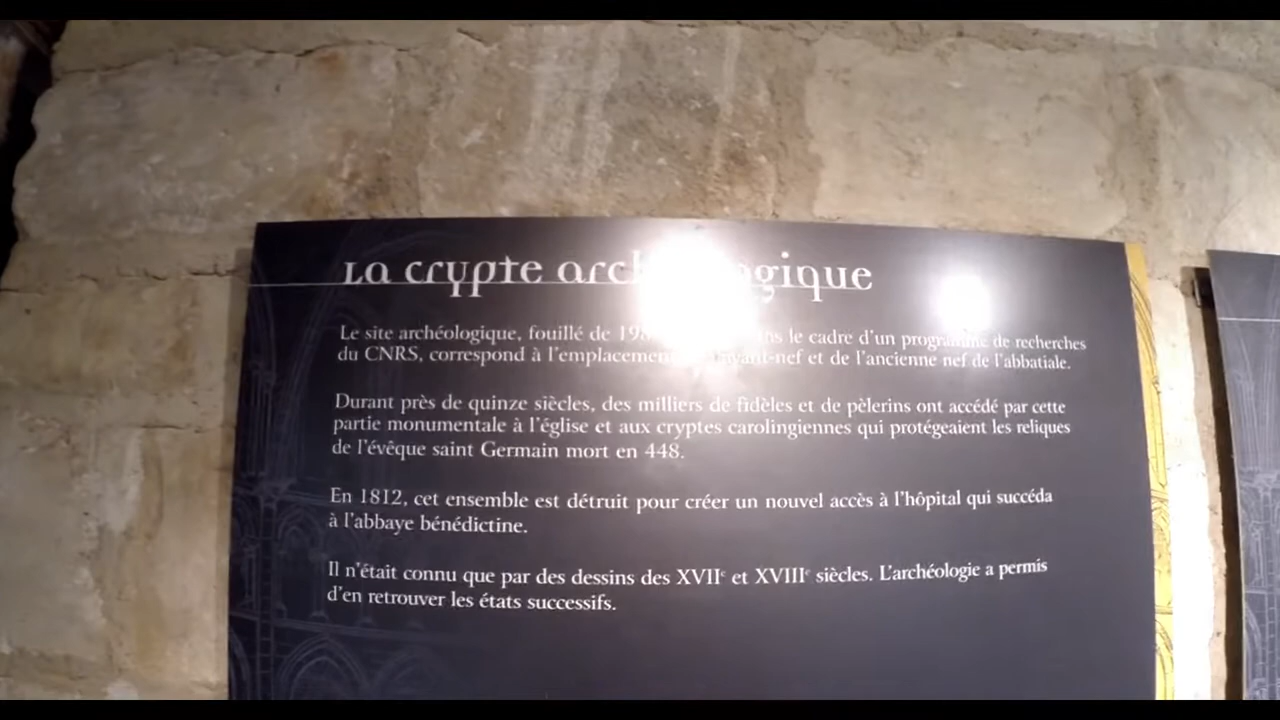 La crypte archéologique
Le site archéologique, fouillé de dans le cadre d'un programme de recherches
du CNRS, correspond à l'emplacement avant-nef et de l'ancienne nef de l'abbatiale.
Durant près de quinze siècles, des milliers de fidèles et de pèlerins ont accédé par cette
partie monumentale à l'église et aux cryptes carolingiennes qui protégeaient les reliques
de l'évêque saint Germain mort en 448.
En 1812, cet ensemble est détruit pour créer un nouvel accès à l'hôpital qui succéda
à l'abbaye bénédictine.
Il n'était connu que par des dessins des XVIIe et XVIIIe siècles. L'archéologie a permis
d'en retrouver les états successifs.